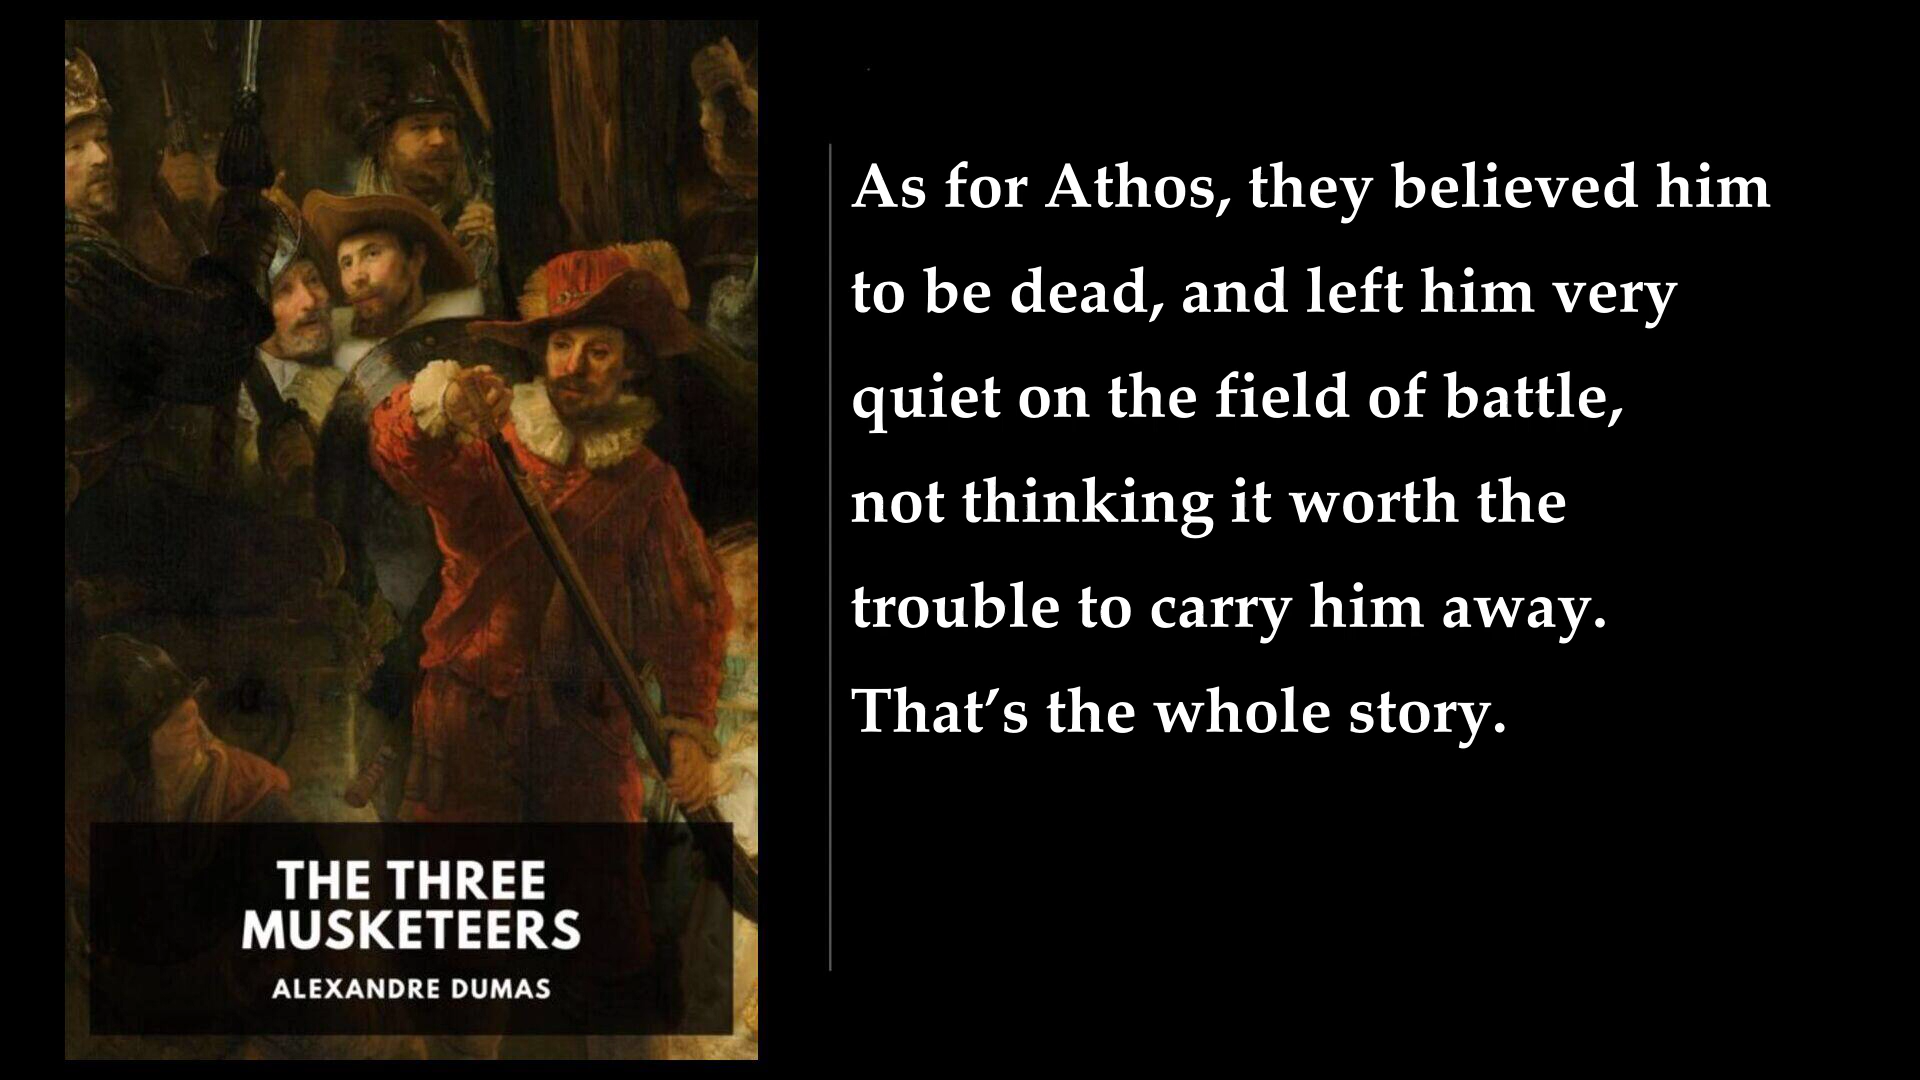 THE THREE
MUSKETEERS
ALEXANDRE DUMAS
As for Athos, they believed him
to be dead, and left him very
quiet on the field of battle,
not thinking it worth the
trouble to carry him away.
That’s the whole story.